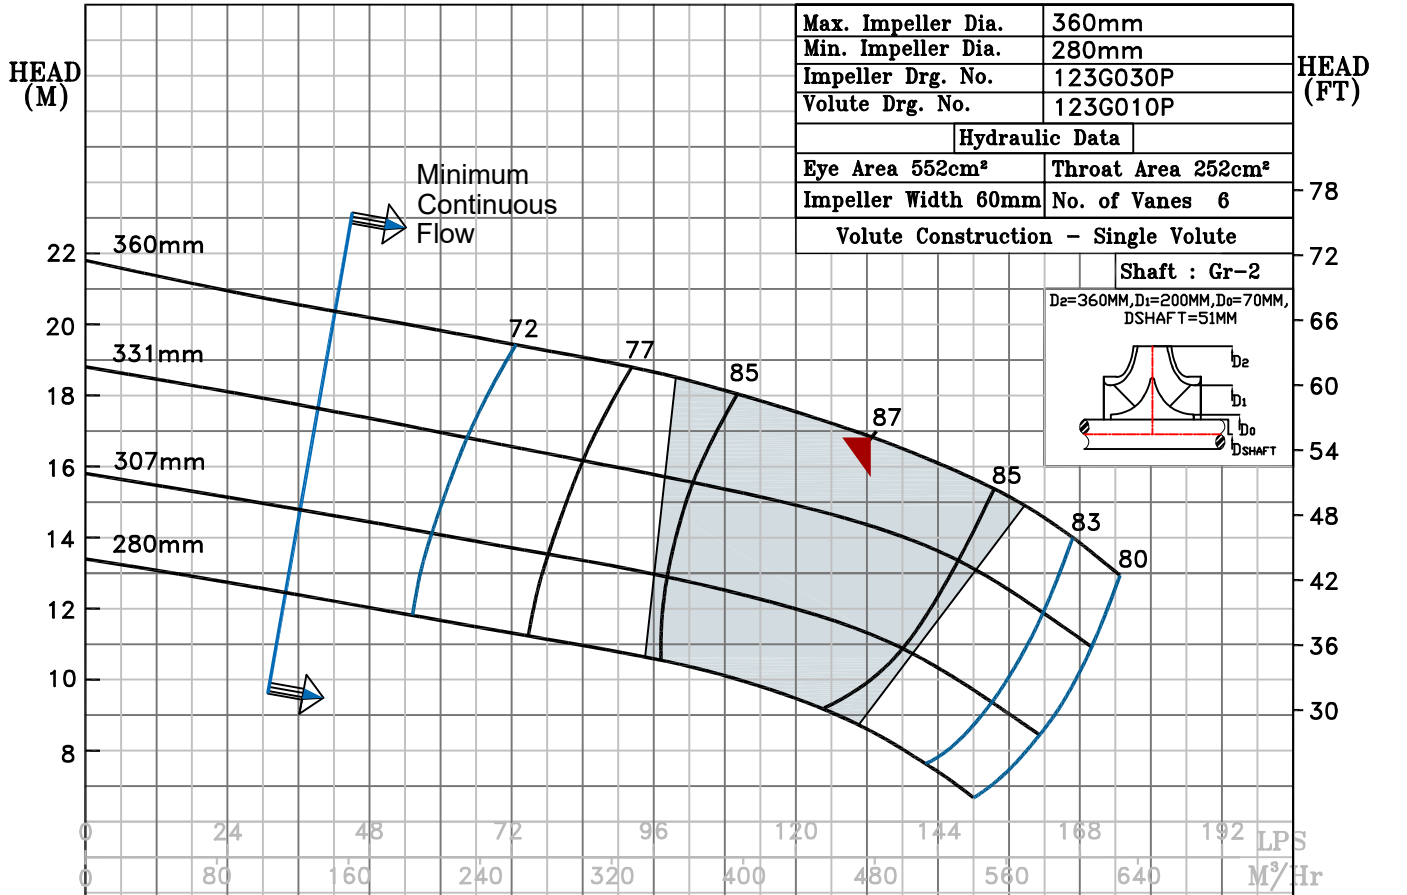 Max. Impeller Dia. 360mm
Min. Impeller Dia. 280mm
Impeller Drg. No. 123G030P
Volute Drg. No. 123G010P
Hydraulic Data
Eye Area 552cm² Throat Area 252cm²
Impeller Width 60mm No. of Vanes 6
Volute Construction – Single Volute
Shaft : Gr-2
D2=360MM,D1=200MM,D0=70MM,
DSHAFT=51MM
D2
D1
D0
DSHAFT
HEAD
(M)
HEAD
(FT)
Minimum
Continuous
Flow
360mm
331mm
307mm
280mm
72
77
85
87
85
83
80
22
20
18
16
14
12
10
8
78
72
66
60
54
48
42
36
30
0 24 48 72 96 120 144 168 192 LPS
0 80 160 240 320 400 480 560 640 M³/Hr